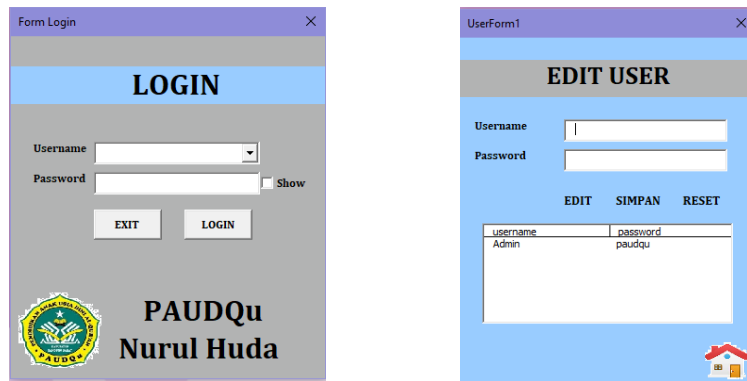 Form Login
LOGIN
Username
Password
Show
EXIT
LOGIN
PAUDQu
Nurul Huda
PAUDQu
UserForm1
EDIT USER
Username
Password
EDIT SIMPAN RESET
username password
Admin paudqu